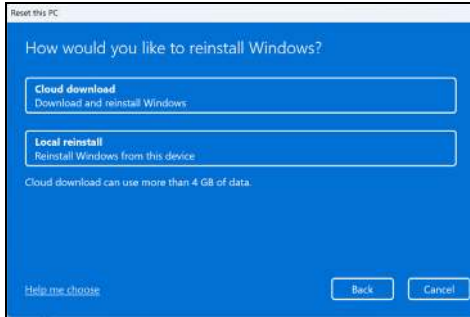 Reset this PC
How would you like to reinstall Windows?
Cloud download
Download and reinstall Windows
Local reinstall
Reinstall Windows from this device
Cloud download can use more than 4 GB of data.
Help me choose
Back
Cancel